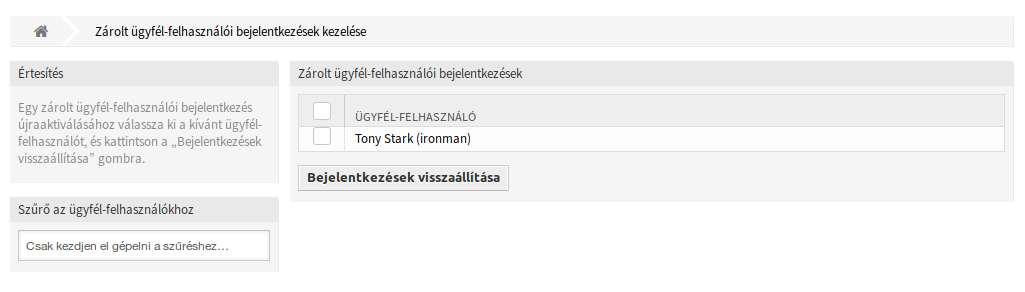 Zárolt ügyfél-felhasználói bejelentkezések kezelése
Értesítés
Egy zárolt ügyfél-felhasználói bejelentkezés
újraaktiválásához válassza ki a kívánt ügyfél-
felhasználót, és kattintson a „Bejelentkezések
visszaállítása” gombra.
Szűrő az ügyfél-felhasználókhoz
Csak kezdjen el gépelni a szűréshez...
Zárolt ügyfél-felhasználói bejelentkezések
ÜGYFÉL-FELHASZNÁLÓ
Tony Stark (ironman)
Bejelentkezések visszaállítása